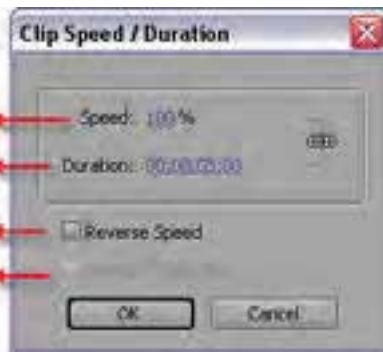 Clip Speed / Duration
Speed: 100 %
Duration: 00;00;05;00
Reverse Speed
OK
Cancel